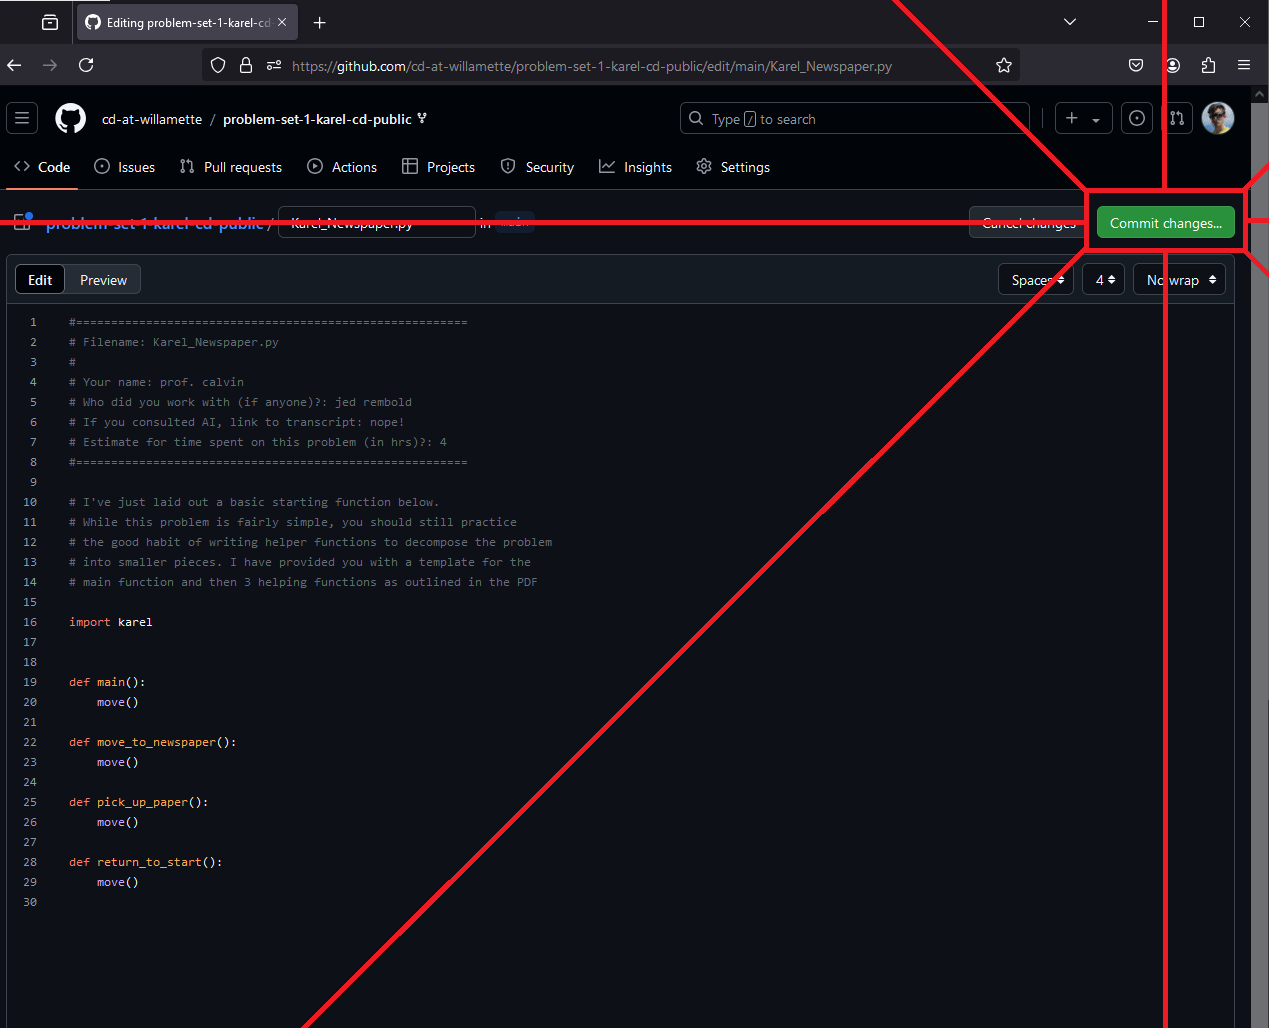 Editing problem-set-1-karel-cd-
https://github.com/cd-at-willamette/problem-set-1-karel-cd-public/edit/main/Karel_Newspaper.py
cd-at-willamette / problem-set-1-karel-cd-public
Type / to search
Code Issues Pull requests Actions Projects Security Insights Settings
problem-set-1-karel-cd-public / Karel_Newspaper.py in main Cancel changes Commit changes...
Edit Preview Spaces 4 No wrap
1 #========================================================
2 # Filename: Karel_Newspaper.py
3 #
4 # Your name: prof. calvin
5 # Who did you work with (if anyone)?: jed rembold
6 # If you consulted AI, link to transcript: nope!
7 # Estimate for time spent on this problem (in hrs)?: 4
8 #========================================================
9
10 # I've just laid out a basic starting function below.
11 # While this problem is fairly simple, you should still practice
12 # the good habit of writing helper functions to decompose the problem
13 # into smaller pieces. I have provided you with a template for the
14 # main function and then 3 helping functions as outlined in the PDF
15
16 import karel
17
18
19 def main():
20 move()
21
22 def move_to_newspaper():
23 move()
24
25 def pick_up_paper():
26 move()
27
28 def return_to_start():
29 move()
30